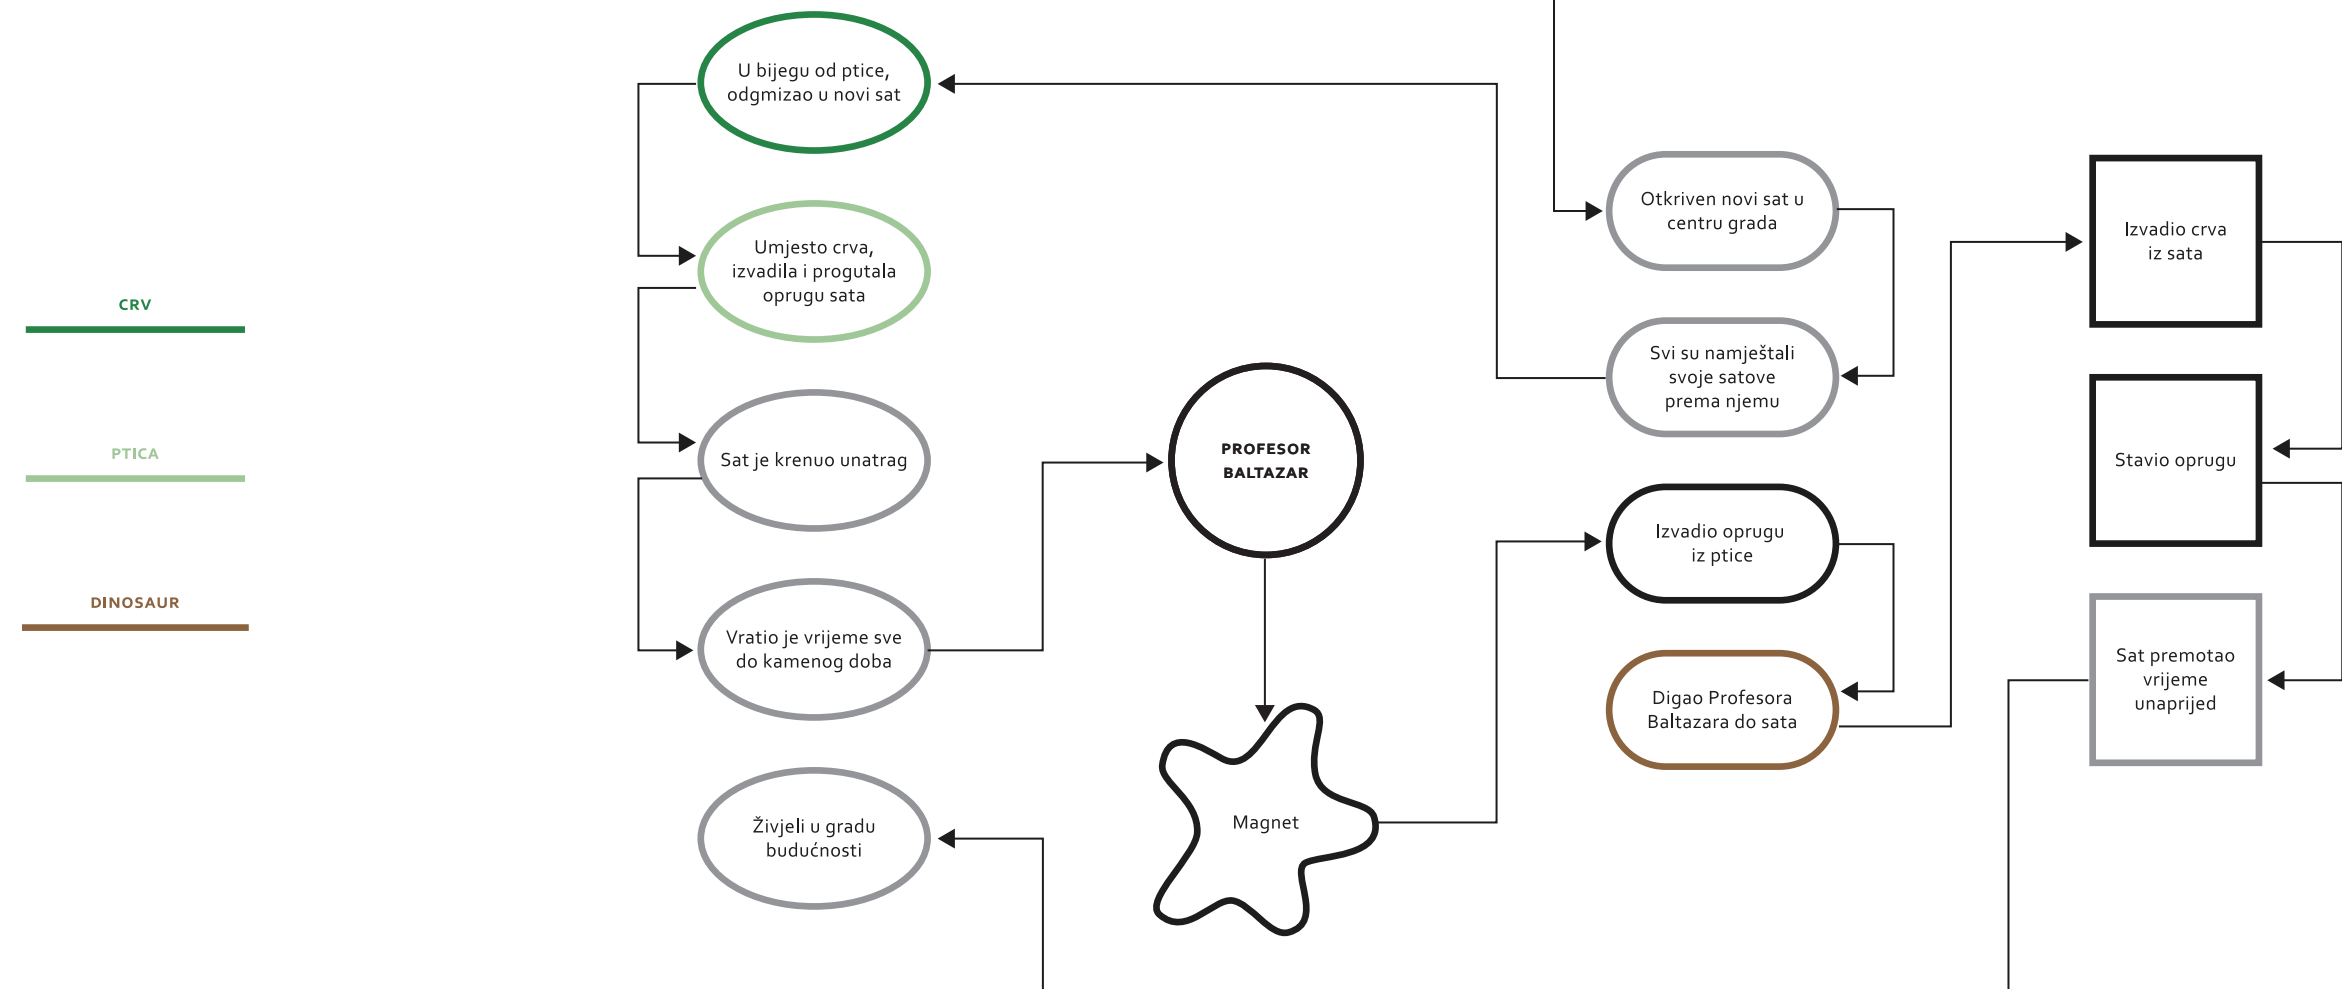 CRV
PTICA
DINOSAUR
U bijegu od ptice,
odgmizao u novi sat
Umjesto crva,
izvadila i progutala
oprugu sata
Sat je krenuo unatrag
Vratio je vrijeme sve
do kamenog doba
Živjeli u gradu
budućnosti
PROFESOR
BALTAZAR
Magnet
Otkriven novi sat u
centru grada
Svi su namještali
svoje satove
prema njemu
Izvadio oprugu
iz ptice
Digao Profesora
Baltazara do sata
Izvadio crva
iz sata
Stavio oprugu
Sat premotao
vrijeme
unaprijed